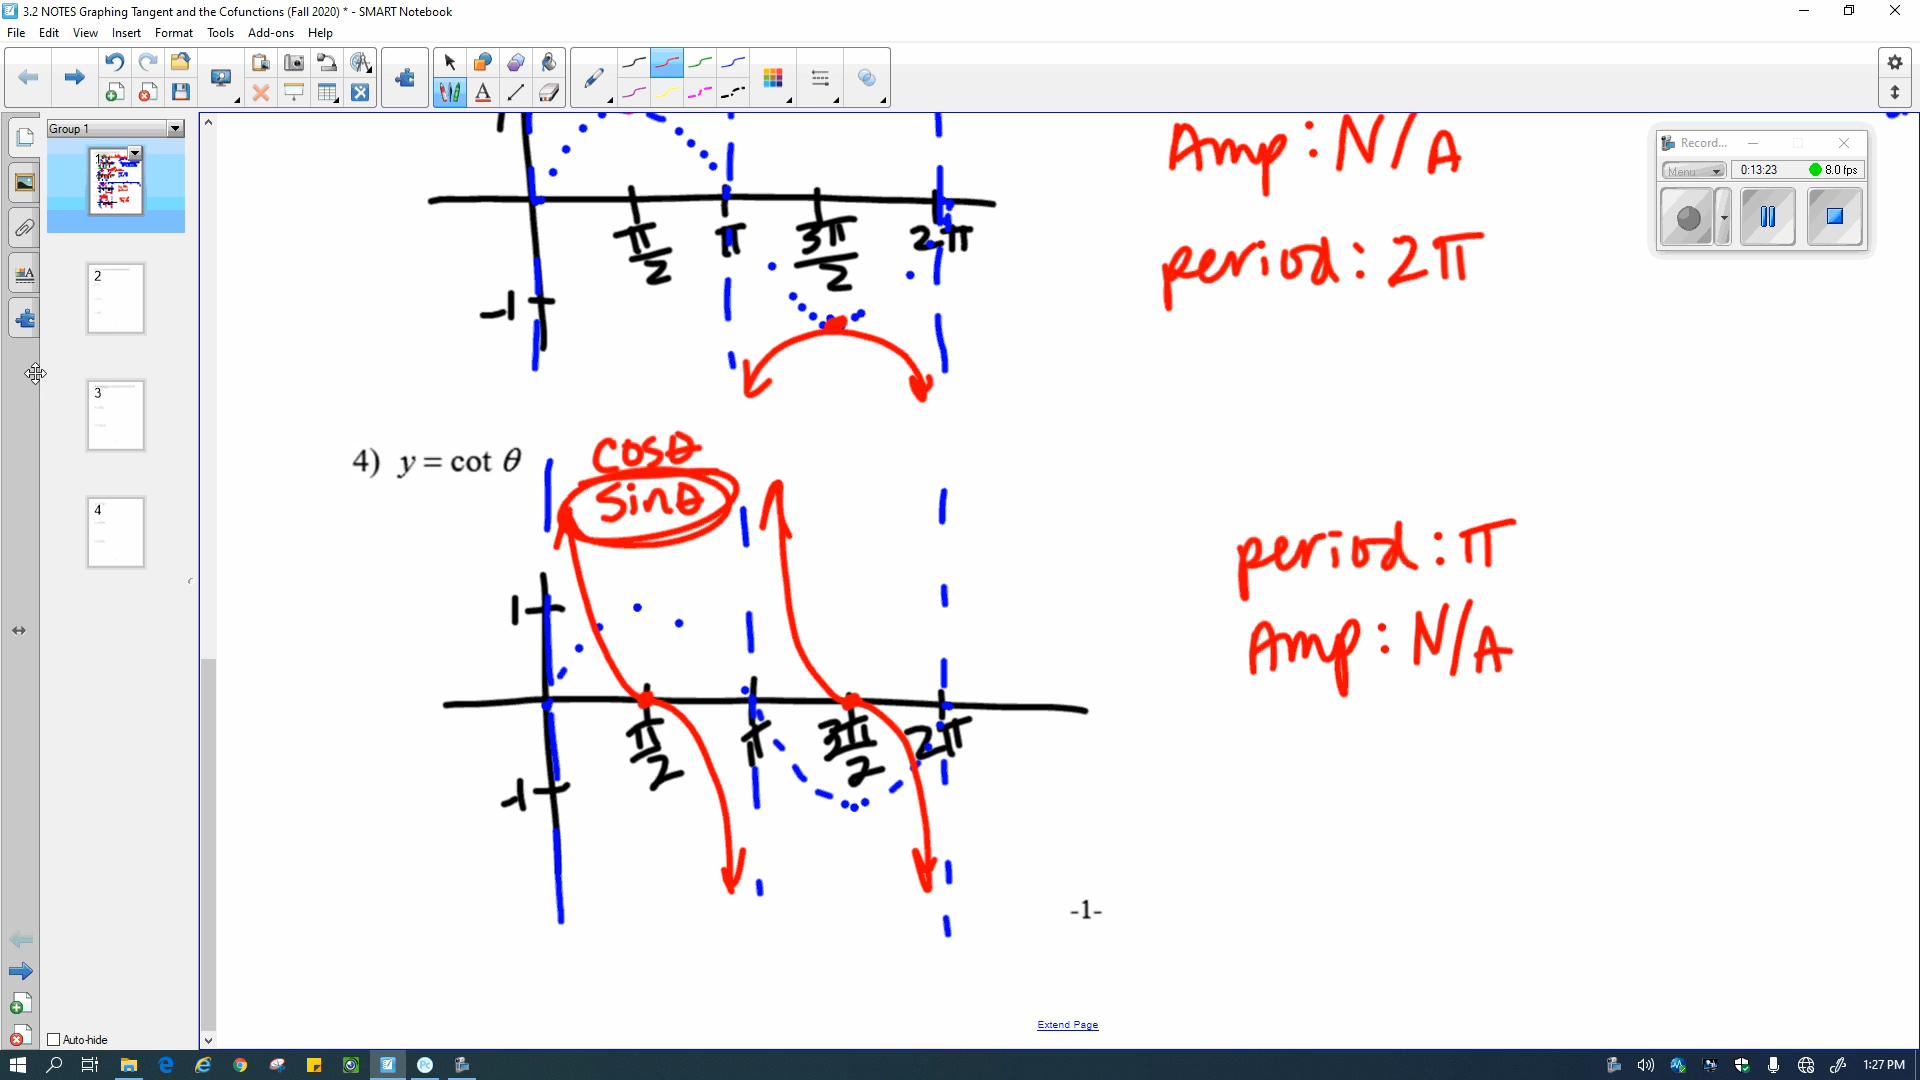 3.2 NOTES Graphing Tangent and the Cofunctions (Fall 2020) * - SMART Notebook
File Edit View Insert Format Tools Add-ons Help
Group 1
1
2
3
4
Auto-hide
Record...
Menu 0:13:23 8.0 fps
Amp: N/A
π/2 π 3π/2 2π
-1
period: 2π
4) y = cot θ
cosθ
sinθ
period: π
Amp: N/A
1
π/2 π 3π/2 2π
-1
-1-
Extend Page
1:27 PM